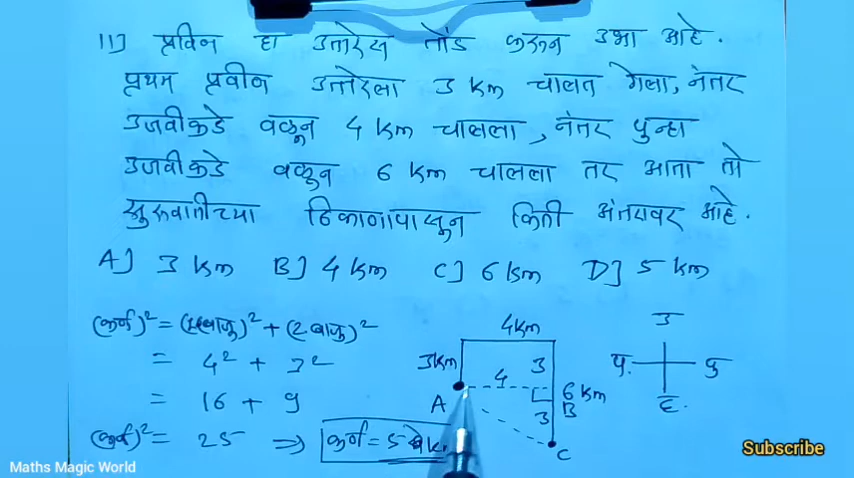 11] प्रविन हा उत्तरेस तोंड करून उभा आहे.
प्रथम प्रवीन उत्तरेला 3 Km चालत गेला, नंतर
उजवीकडे वळून 4 Km चालला, नंतर पुन्हा
उजवीकडे वळून 6 Km चालला तर आता तो
सुरुवातीच्या ठिकाणापासून किती अंतरावर आहे.
A] 3 Km B] 4 Km C] 6 Km D] 5 Km
(कर्ण)² = (1 बाजू)² + (2 बाजू)²
= 4² + 3²
= 16 + 9
(कर्ण)² = 25 ⇒ कर्ण = 5
4Km
3Km
3
4
6 Km
A
3
B
C
उ
प. पु
द.
Subscribe
Maths Magic World